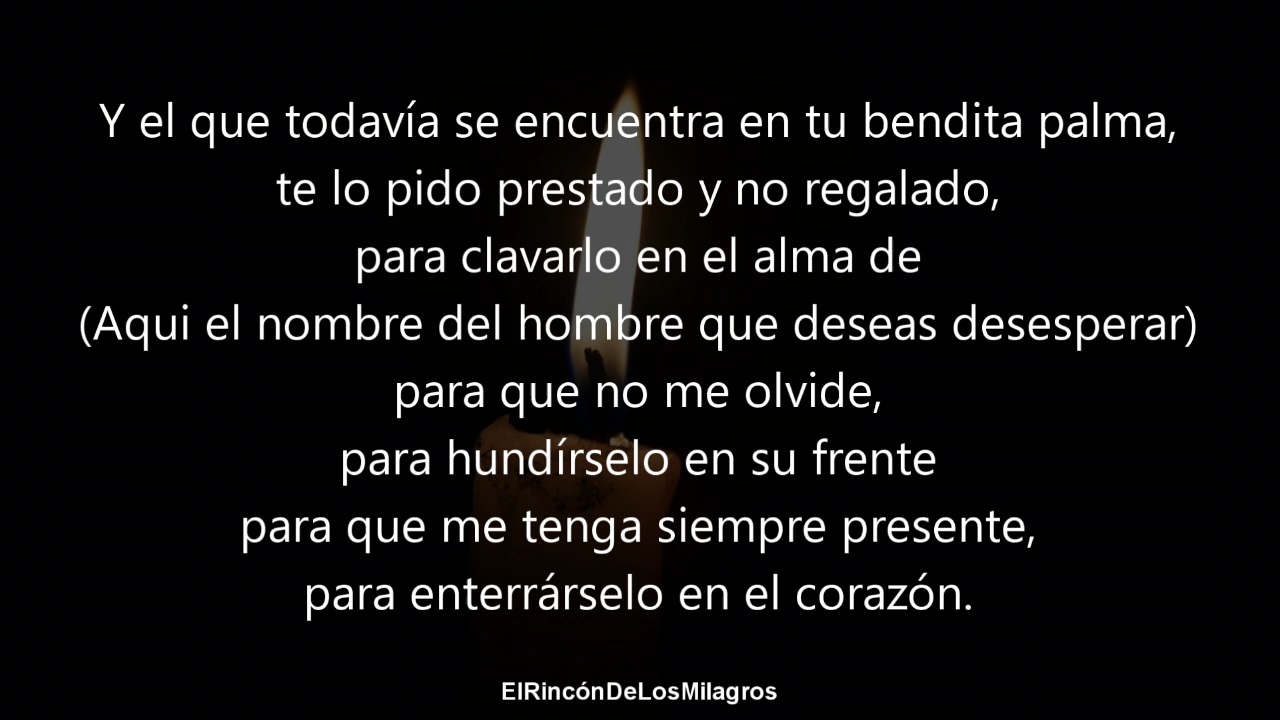 Y el que todavía se encuentra en tu bendita palma,
te lo pido prestado y no regalado,
para clavarlo en el alma de
(Aqui el nombre del hombre que deseas desesperar)
para que no me olvide,
para hundírselo en su frente
para que me tenga siempre presente,
para enterrárselo en el corazón.
ElRincónDeLosMilagros